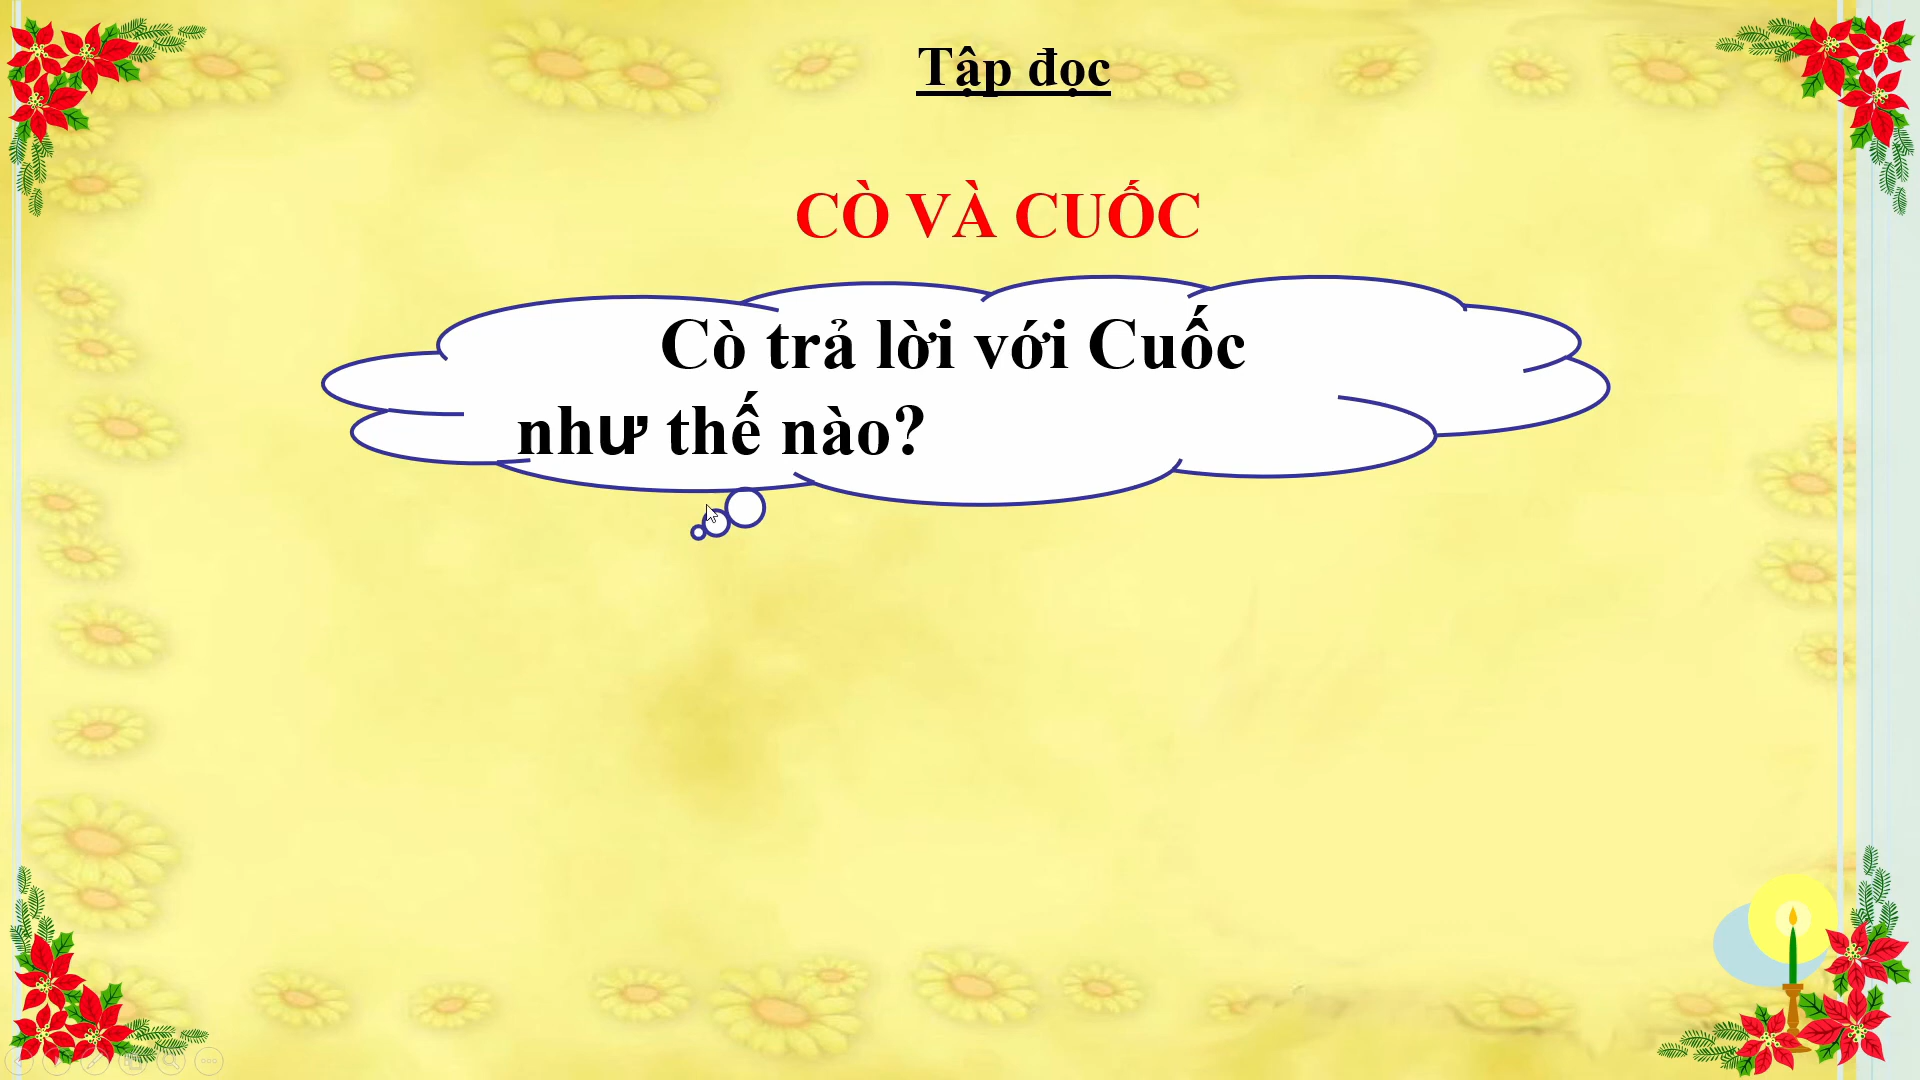 Tập đọc
CÒ VÀ CUỐC
Cò trả lời với Cuốc
như thế nào?